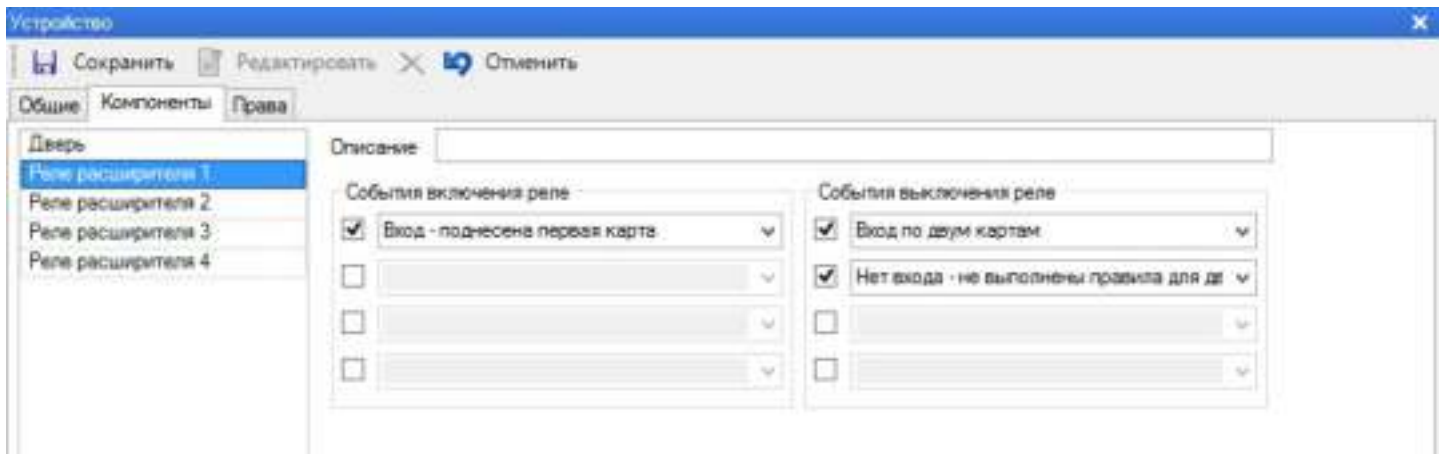 Устройство
Сохранить Редактировать Отменить
Общие Компоненты Права
Дверь
Реле расширителя 1
Реле расширителя 2
Реле расширителя 3
Реле расширителя 4
Описание
События включения реле
Вход - поднесена первая карта
События выключения реле
Вход по двум картам
Нет входа - не выполнены правила для дв